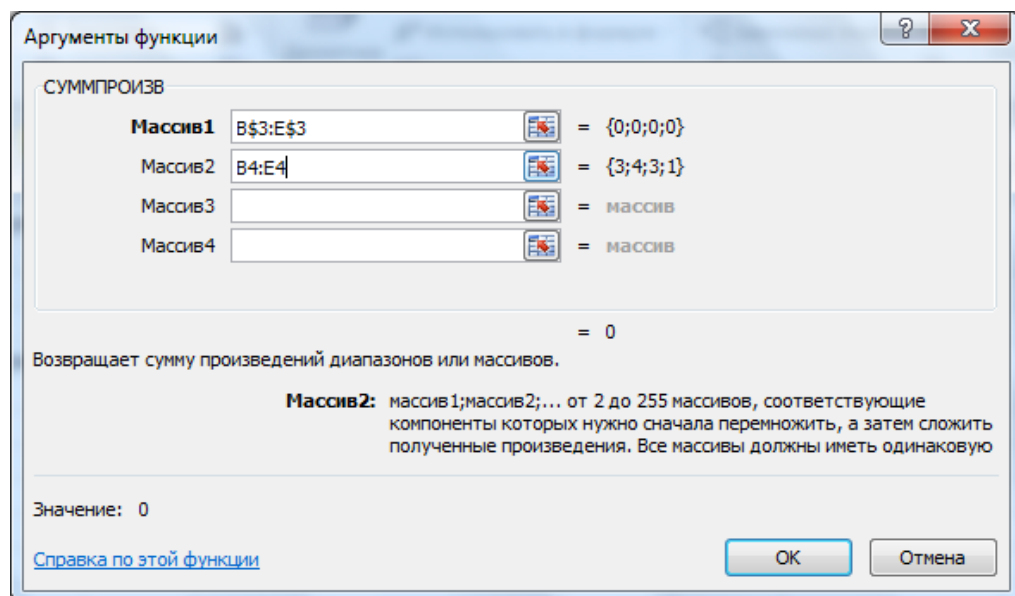 Аргументы функции
СУММПРОИЗВ
Массив1 B$3:E$3 = {0;0;0;0}
Массив2 B4:E4 = {3;4;3;1}
Массив3 = массив
Массив4 = массив
= 0
Возвращает сумму произведений диапазонов или массивов.
Массив2: массив1;массив2;... от 2 до 255 массивов, соответствующие
компоненты которых нужно сначала перемножить, а затем сложить
полученные произведения. Все массивы должны иметь одинаковую
Значение: 0
Справка по этой функции OK Отмена